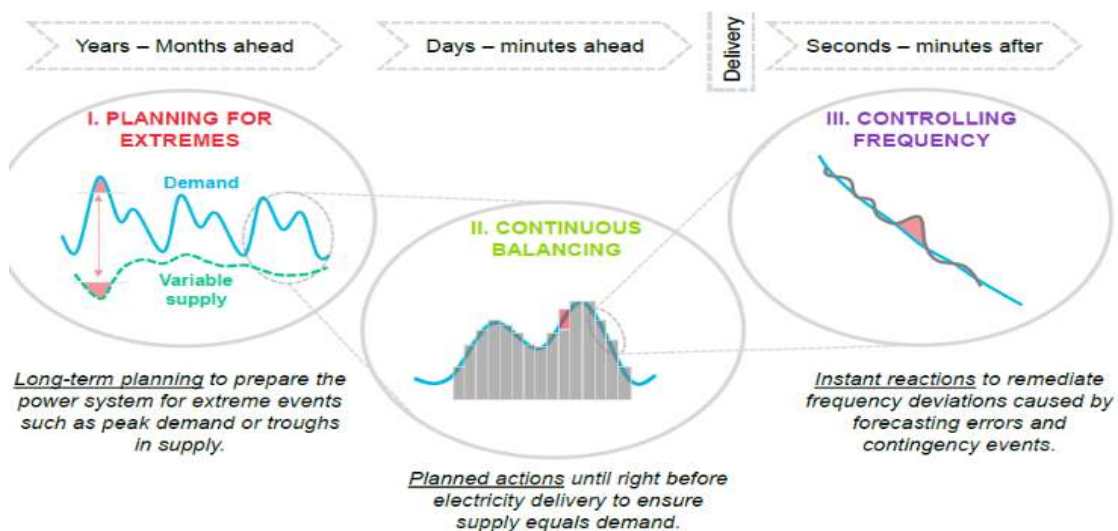 Years – Months ahead
Days – minutes ahead
Delivery
Seconds – minutes after
I. PLANNING FOR
EXTREMES
Demand
Variable
supply
Long-term planning to prepare the
power system for extreme events
such as peak demand or troughs
in supply.
II. CONTINUOUS
BALANCING
Planned actions until right before
electricity delivery to ensure
supply equals demand.
III. CONTROLLING
FREQUENCY
Instant reactions to remediate
frequency deviations caused by
forecasting errors and
contingency events.